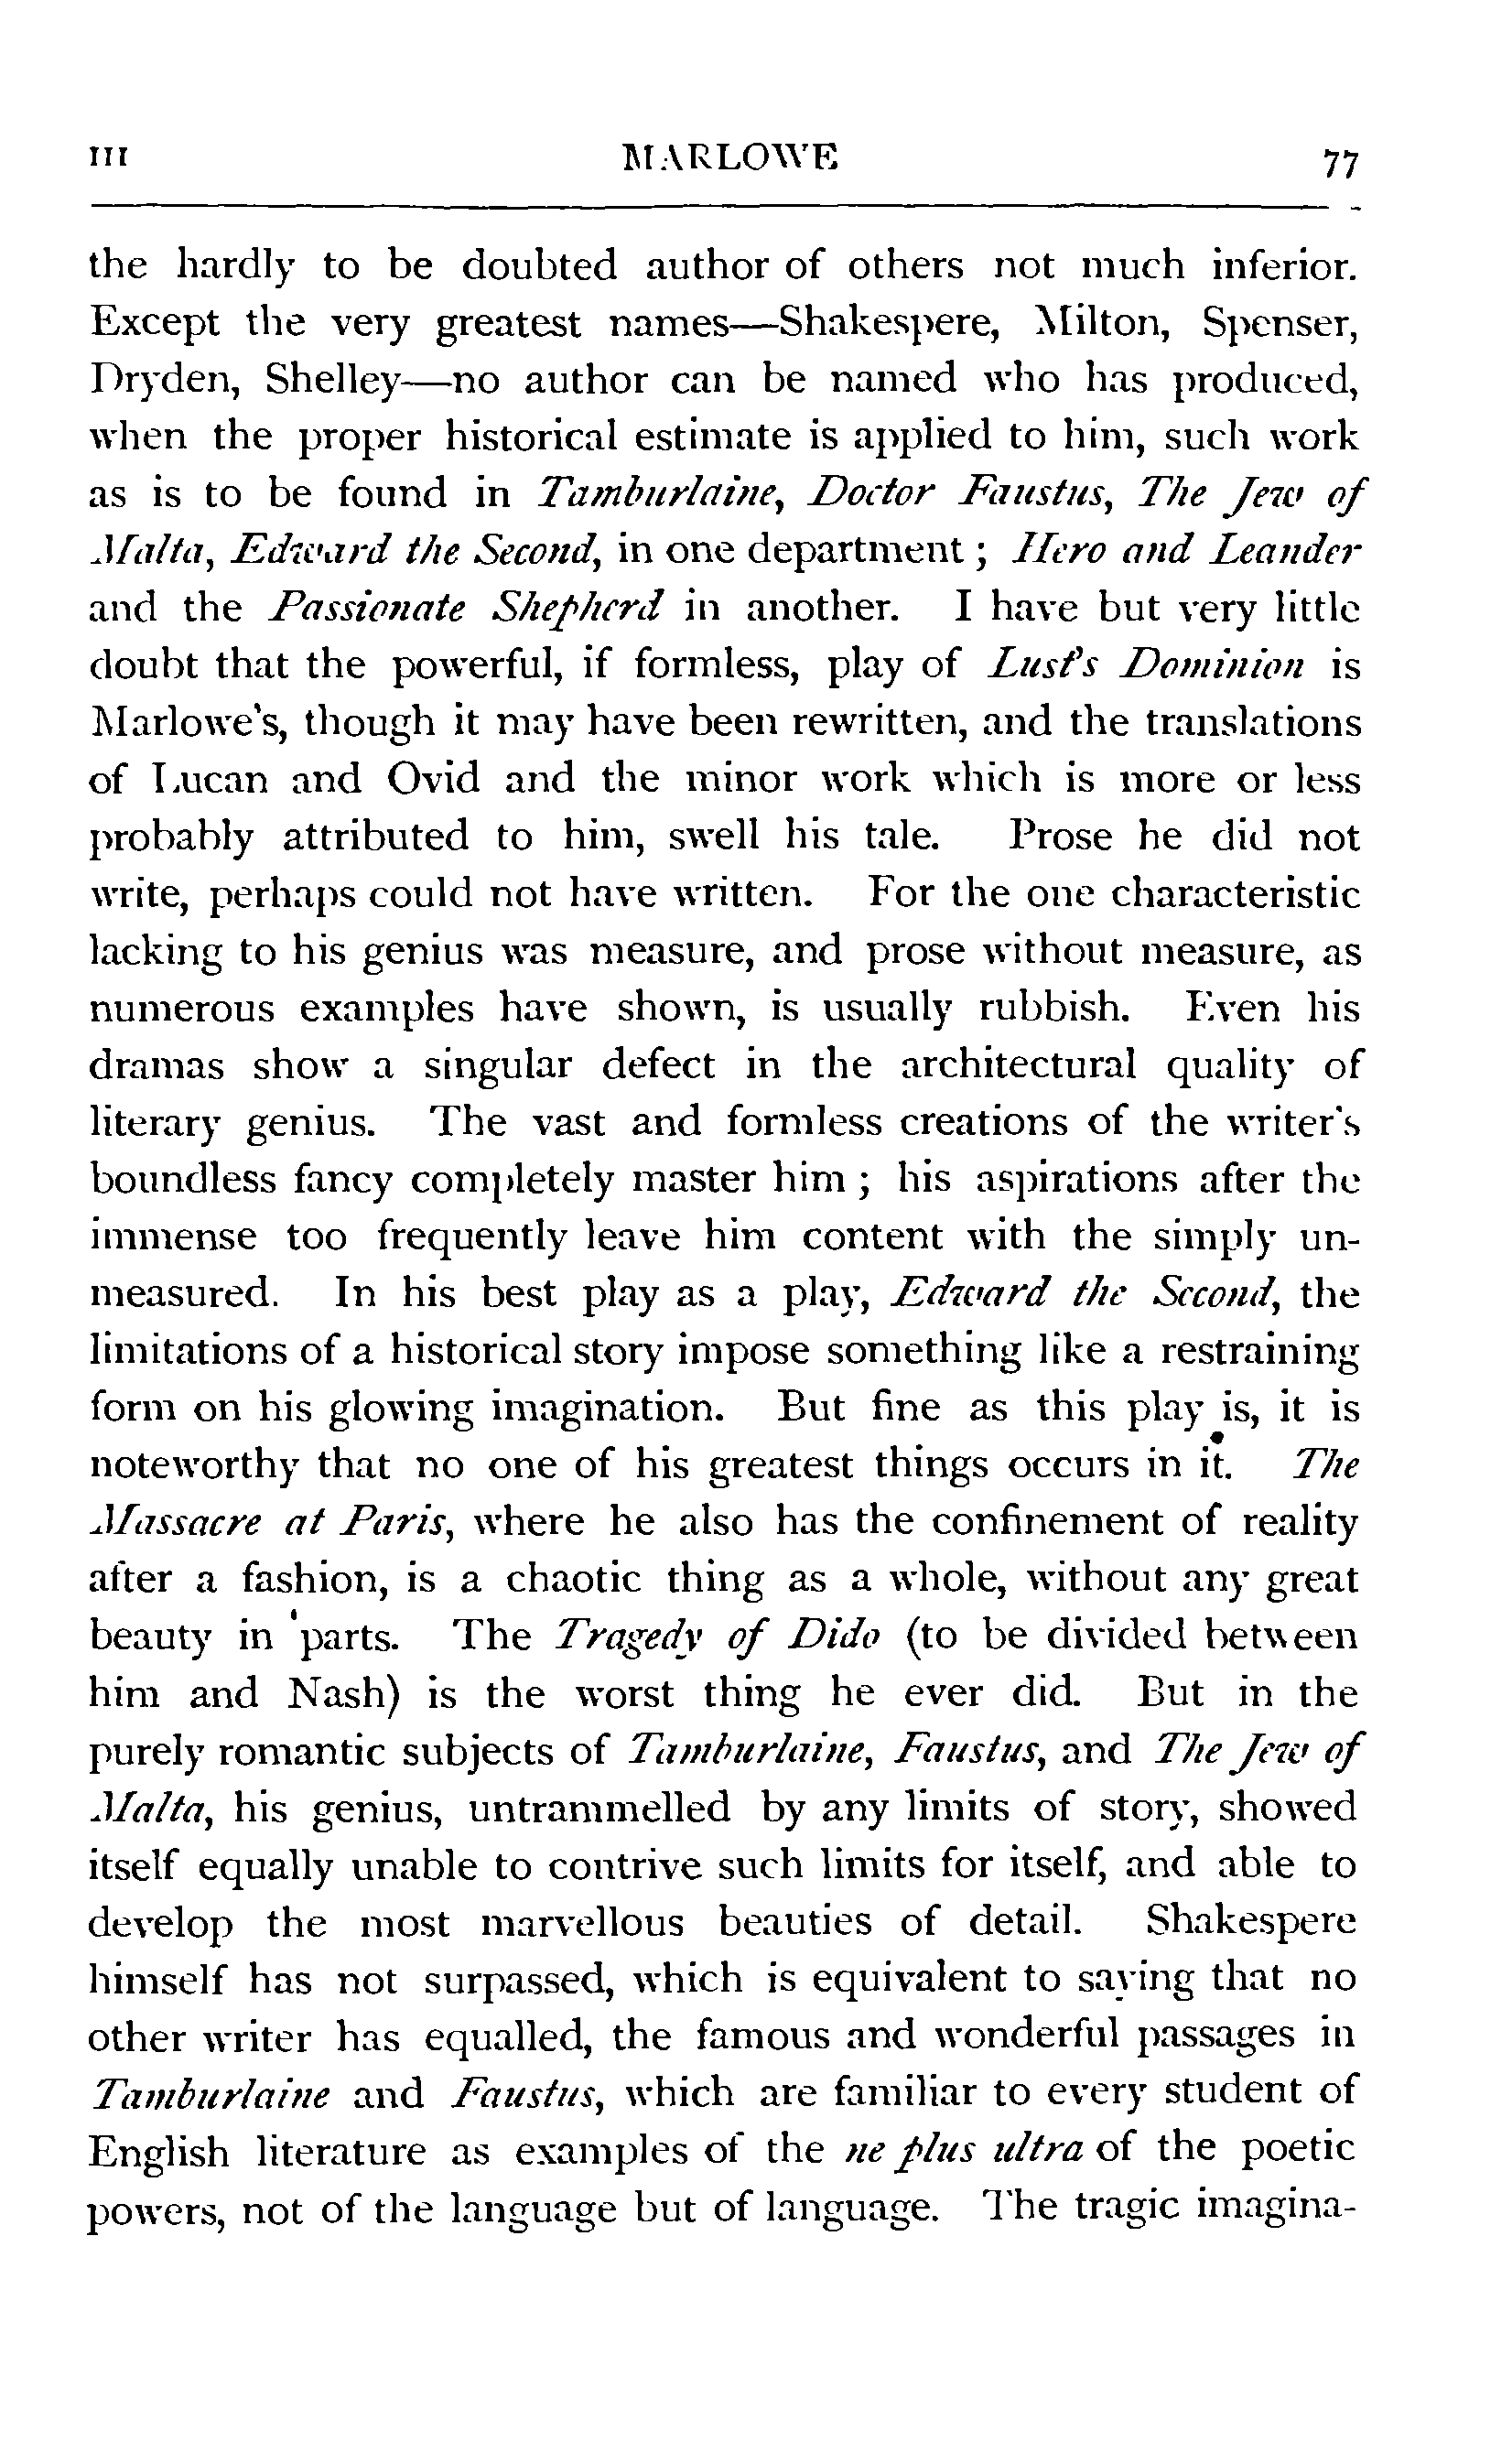 III MARLOWE 77
the hardly to be doubted author of others not much inferior.
Except the very greatest names—Shakespere, Milton, Spenser,
Dryden, Shelley—no author can be named who has produced,
when the proper historical estimate is applied to him, such work
as is to be found in Tamburlaine, Doctor Faustus, The Jew of
Malta, Edward the Second, in one department; Hero and Leander
and the Passionate Shepherd in another. I have but very little
doubt that the powerful, if formless, play of Lust's Dominion is
Marlowe's, though it may have been rewritten, and the translations
of Lucan and Ovid and the minor work which is more or less
probably attributed to him, swell his tale. Prose he did not
write, perhaps could not have written. For the one characteristic
lacking to his genius was measure, and prose without measure, as
numerous examples have shown, is usually rubbish. Even his
dramas show a singular defect in the architectural quality of
literary genius. The vast and formless creations of the writer's
boundless fancy completely master him; his aspirations after the
immense too frequently leave him content with the simply un-
measured. In his best play as a play, Edward the Second, the
limitations of a historical story impose something like a restraining
form on his glowing imagination. But fine as this play is, it is
noteworthy that no one of his greatest things occurs in it. The
Massacre at Paris, where he also has the confinement of reality
after a fashion, is a chaotic thing as a whole, without any great
beauty in parts. The Tragedy of Dido (to be divided between
him and Nash) is the worst thing he ever did. But in the
purely romantic subjects of Tamburlaine, Faustus, and The Jew of
Malta, his genius, untrammelled by any limits of story, showed
itself equally unable to contrive such limits for itself, and able to
develop the most marvellous beauties of detail. Shakespere
himself has not surpassed, which is equivalent to saying that no
other writer has equalled, the famous and wonderful passages in
Tamburlaine and Faustus, which are familiar to every student of
English literature as examples of the ne plus ultra of the poetic
powers, not of the language but of language. The tragic imagina-